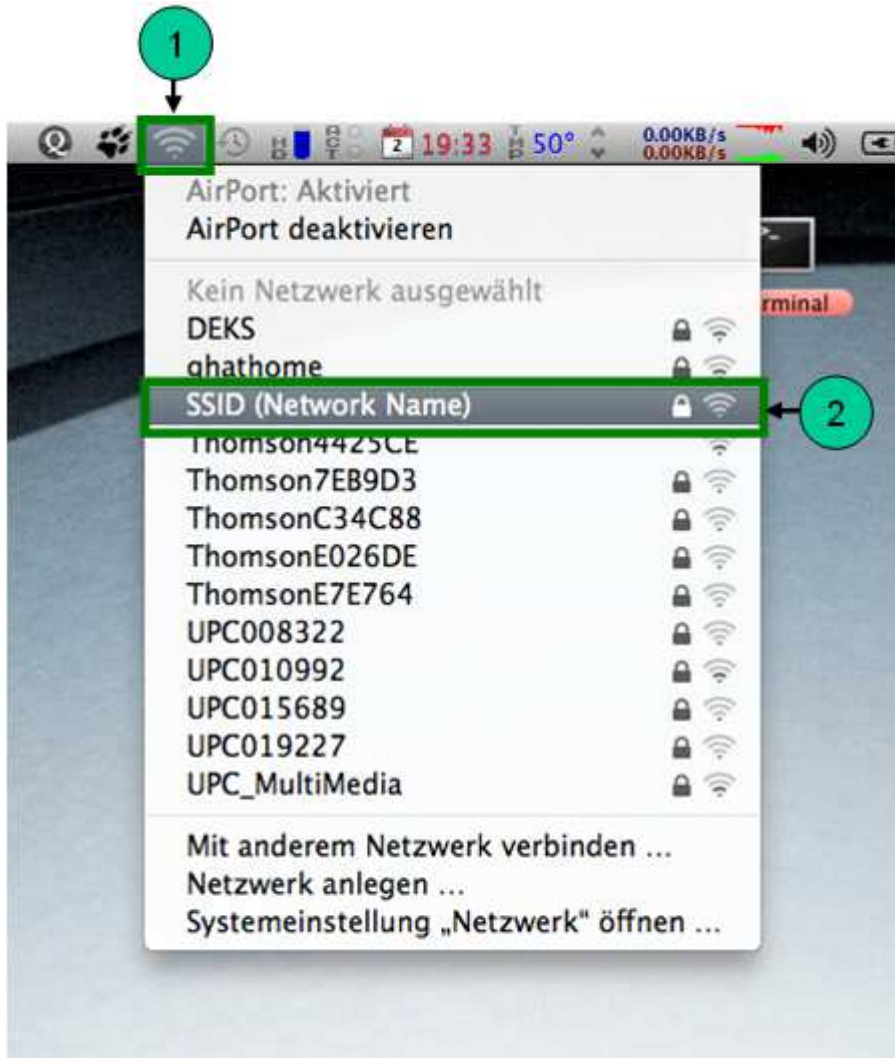 1
19:33 50° 0.00KB/s
2 0.00KB/s
AirPort: Aktiviert
AirPort deaktivieren
Kein Netzwerk ausgewählt
rminal
DEKS
ghathome
SSID (Network Name)
2
Thomson4425CE
Thomson7EB9D3
ThomsonC34C88
ThomsonE026DE
ThomsonE7E764
UPC008322
UPC010992
UPC015689
UPC019227
UPC_MultiMedia
Mit anderem Netzwerk verbinden ...
Netzwerk anlegen ...
Systemeinstellung „Netzwerk“ öffnen ...